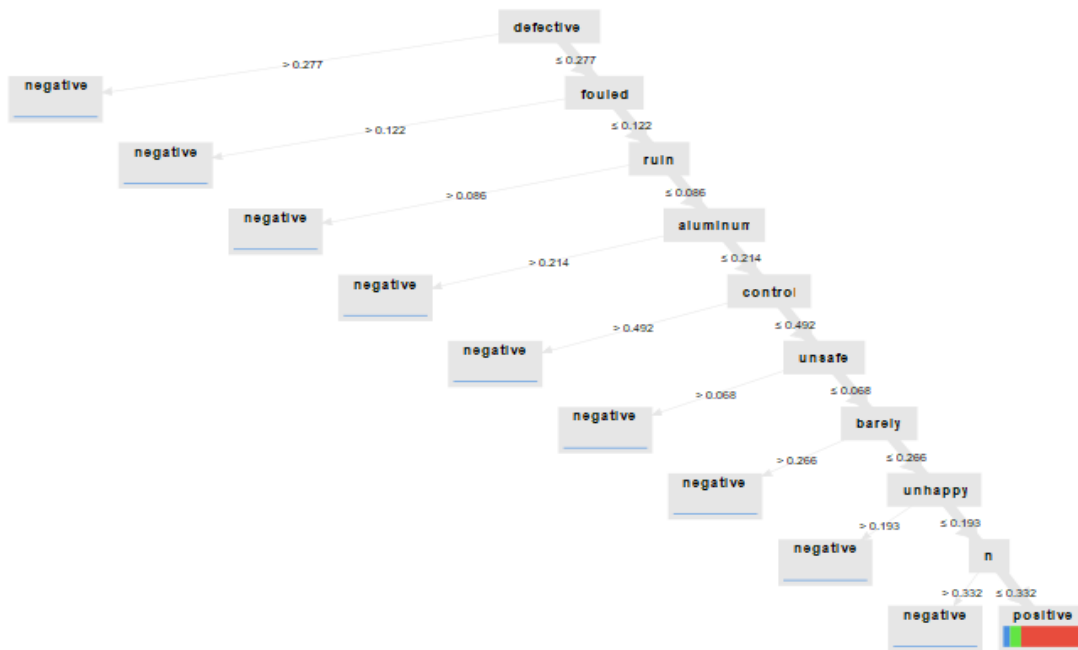 defective
> 0.277
≤ 0.277
negative
fouled
> 0.122
≤ 0.122
negative
ruin
> 0.086
≤ 0.086
negative
aluminum
> 0.214
≤ 0.214
negative
control
> 0.492
≤ 0.492
negative
unsafe
> 0.068
≤ 0.068
negative
barely
> 0.266
≤ 0.266
negative
unhappy
> 0.193
≤ 0.193
negative
n
> 0.332
≤ 0.332
negative
positive